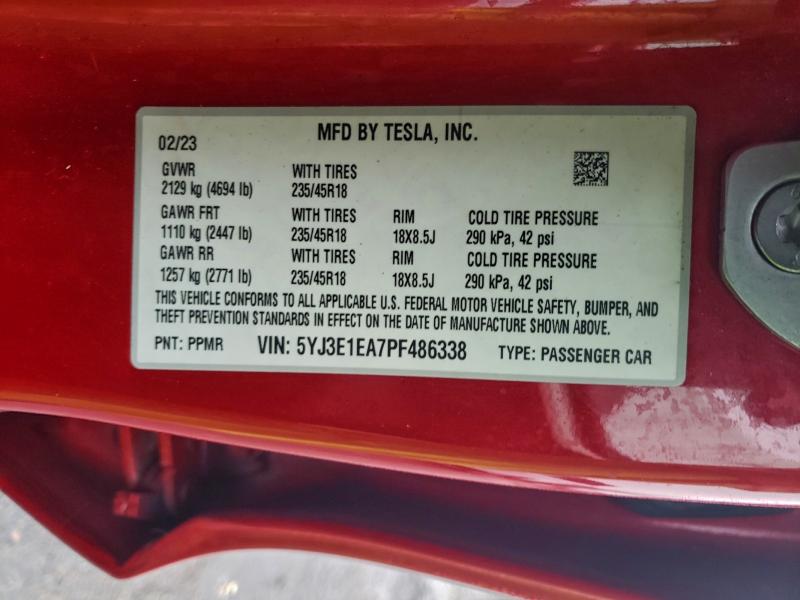 MFD BY TESLA, INC.
02/23
GVWR WITH TIRES
2129 kg (4694 lb) 235/45R18
GAWR FRT WITH TIRES RIM COLD TIRE PRESSURE
1110 kg (2447 lb) 235/45R18 18X8.5J 290 kPa, 42 psi
GAWR RR WITH TIRES RIM COLD TIRE PRESSURE
1257 kg (2771 lb) 235/45R18 18X8.5J 290 kPa, 42 psi
THIS VEHICLE CONFORMS TO ALL APPLICABLE U.S. FEDERAL MOTOR VEHICLE SAFETY, BUMPER, AND
THEFT PREVENTION STANDARDS IN EFFECT ON THE DATE OF MANUFACTURE SHOWN ABOVE.
PNT: PPMR VIN: 5YJ3E1EA7PF486338 TYPE: PASSENGER CAR